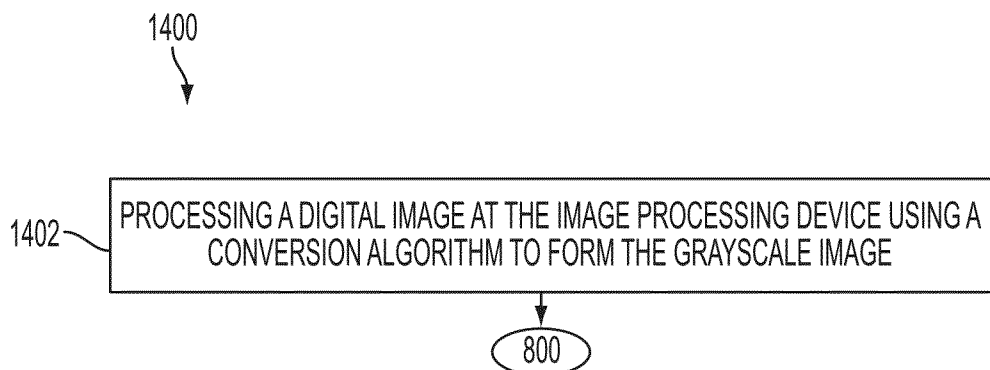 1400
1402
PROCESSING A DIGITAL IMAGE AT THE IMAGE PROCESSING DEVICE USING A
CONVERSION ALGORITHM TO FORM THE GRAYSCALE IMAGE
800